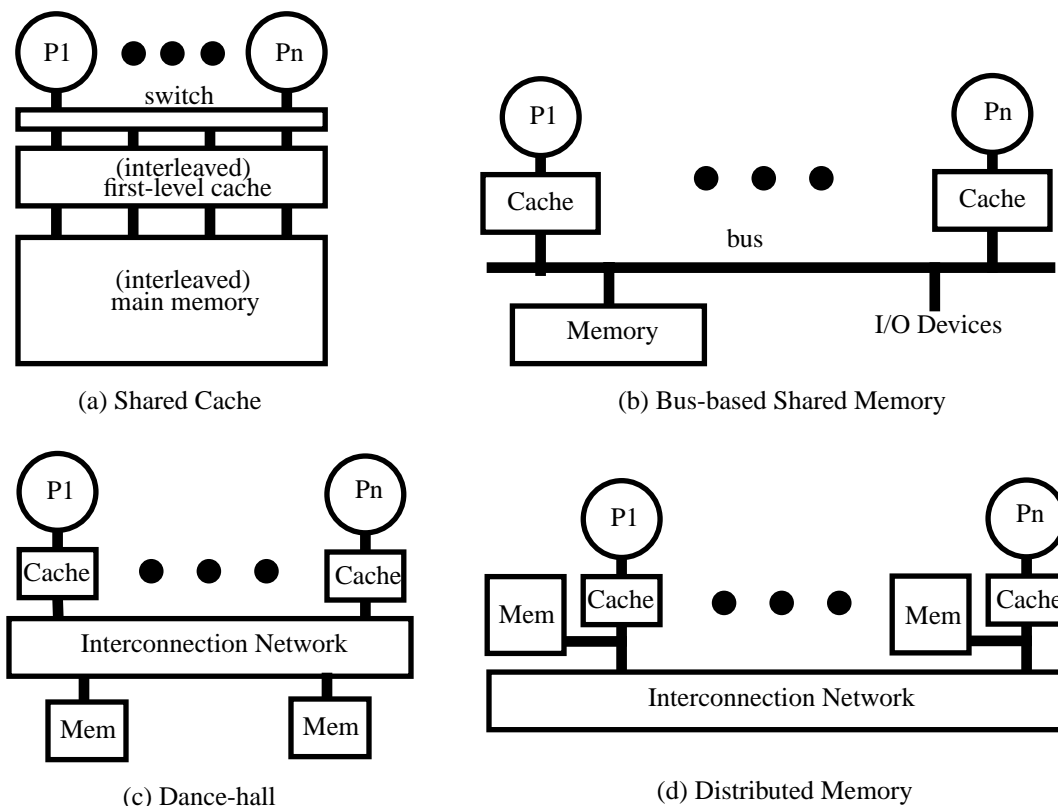 P1
Pn
switch
(interleaved)
first-level cache
(interleaved)
main memory
(a) Shared Cache
P1
Pn
Cache
Cache
bus
Memory
I/O Devices
(b) Bus-based Shared Memory
P1
Pn
Cache
Cache
Interconnection Network
Mem
Mem
(c) Dance-hall
P1
Pn
Mem
Cache
Mem
Cache
Interconnection Network
(d) Distributed Memory